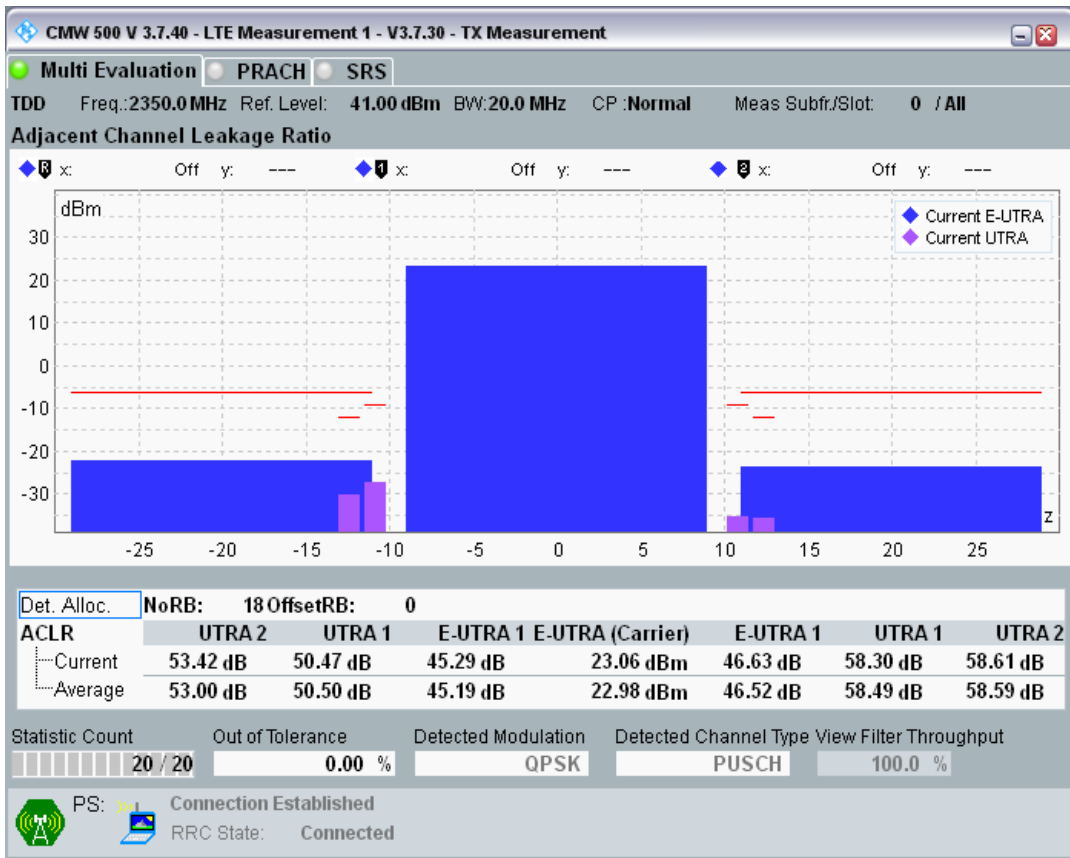 CMW 500 V 3.7.40 - LTE Measurement 1 - V3.7.30 - TX Measurement
Multi Evaluation PRACH SRS
TDD Freq.:2350.0 MHz Ref. Level: 41.00 dBm BW:20.0 MHz CP :Normal Meas Subfr./Slot: 0 / All
Adjacent Channel Leakage Ratio
R x: Off y: --- 1 x: Off y: --- 2 x: Off y: ---
dBm
Current E-UTRA
Current UTRA
30
20
10
0
-10
-20
-30
z
-25 -20 -15 -10 -5 0 5 10 15 20 25
Det. Alloc. NoRB: 18 OffsetRB: 0
ACLR UTRA 2 UTRA 1 E-UTRA 1 E-UTRA (Carrier) E-UTRA 1 UTRA 1 UTRA 2
Current 53.42 dB 50.47 dB 45.29 dB 23.06 dBm 46.63 dB 58.30 dB 58.61 dB
Average 53.00 dB 50.50 dB 45.19 dB 22.98 dBm 46.52 dB 58.49 dB 58.59 dB
Statistic Count Out of Tolerance Detected Modulation Detected Channel Type View Filter Throughput
20 / 20 0.00 % QPSK PUSCH 100.0 %
PS: Connection Established
RRC State: Connected